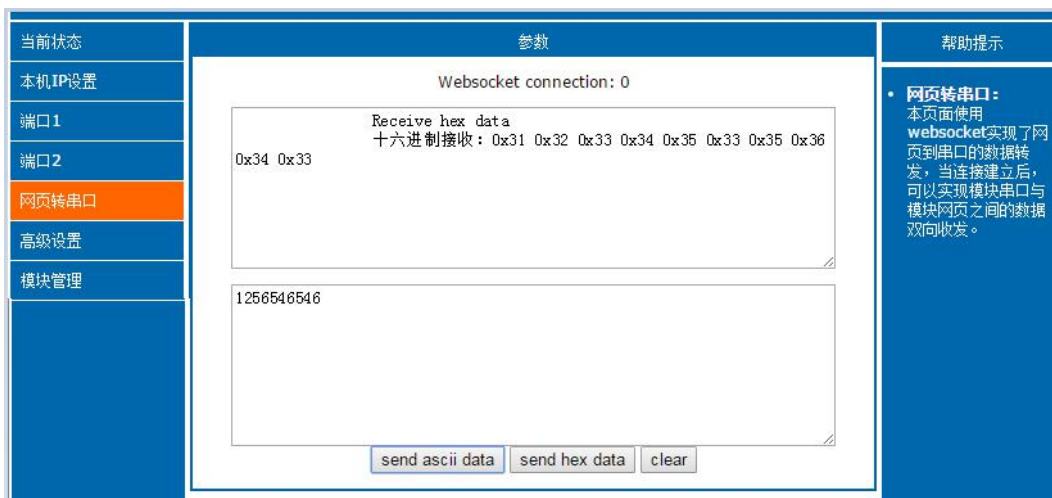 当前状态
本机IP设置
端口1
端口2
网页转串口
高级设置
模块管理
参数
Websocket connection: 0
Receive hex data
十六进制接收：0x31 0x32 0x33 0x34 0x35 0x33 0x35 0x36
0x34 0x33
1256546546
send ascii data
send hex data
clear
帮助提示
• 网页转串口：
本页面使用
websocket实现了网
页到串口的数据转
发，当连接建立后，
可以实现模块串口与
模块网页之间的数据
双向收发。